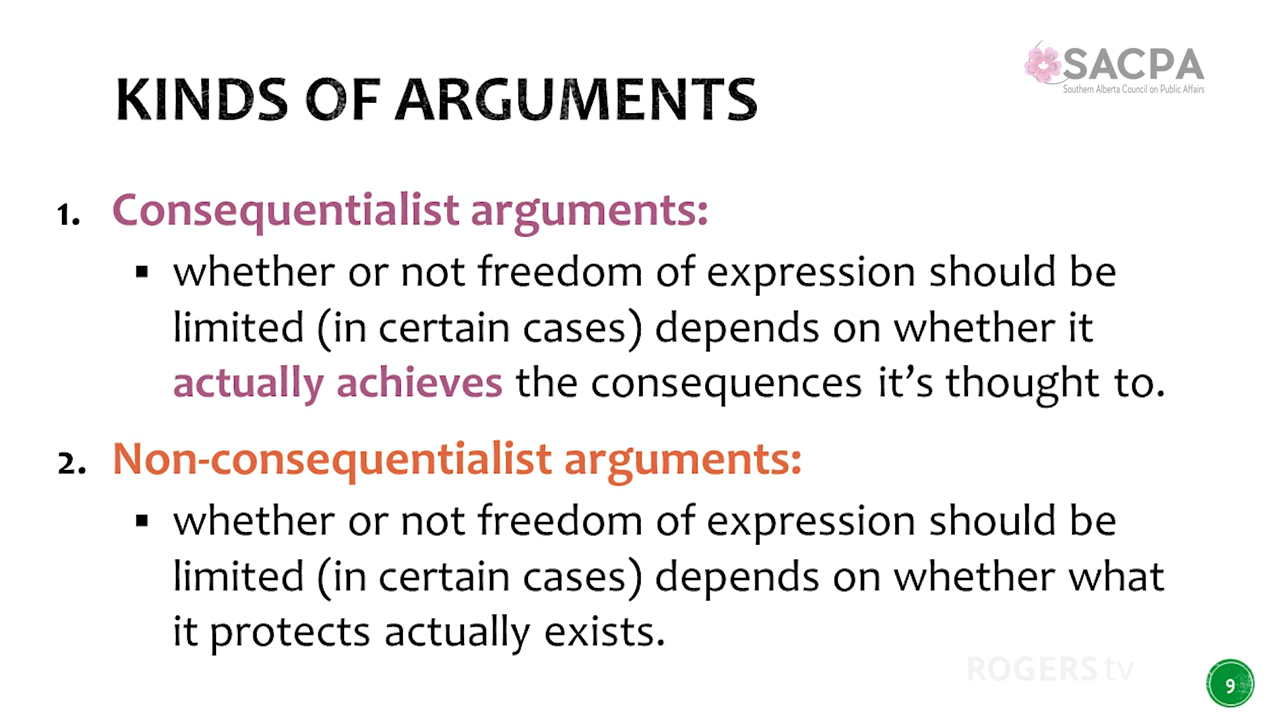 SACPA
Southern Alberta Council on Public Affairs
KINDS OF ARGUMENTS
1. Consequentialist arguments:
▪ whether or not freedom of expression should be
limited (in certain cases) depends on whether it
actually achieves the consequences it’s thought to.
2. Non-consequentialist arguments:
▪ whether or not freedom of expression should be
limited (in certain cases) depends on whether what
it protects actually exists.
ROGERS tv
9